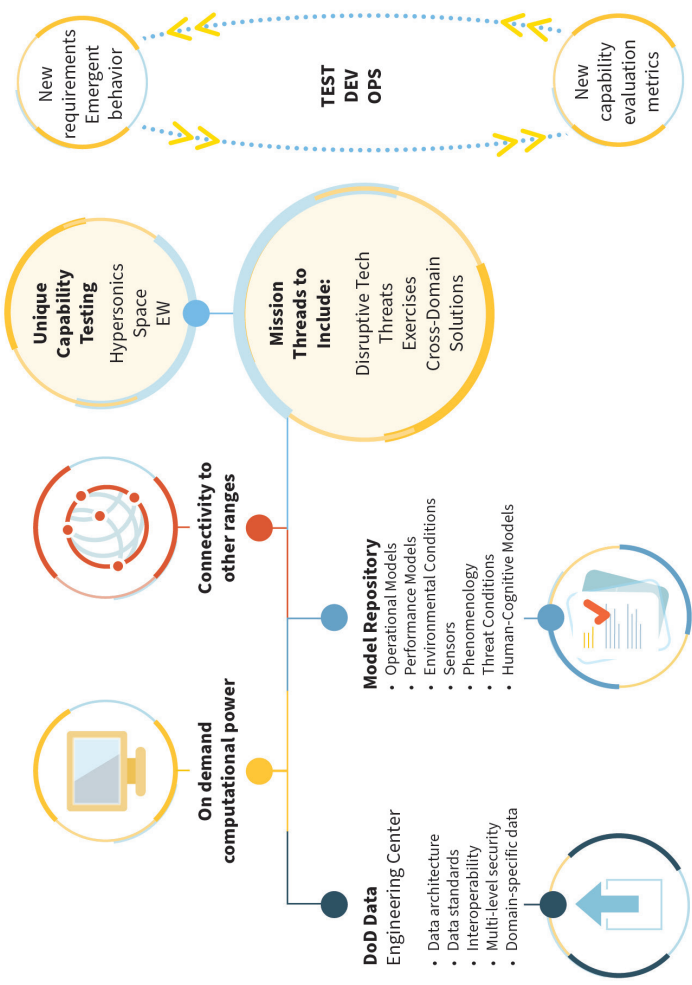 On demand
computational power
Connectivity to
other ranges
Unique
Capability
Testing
Hypersonics
Space
EW
New
requirements
Emergent
behavior
DoD Data
Engineering Center
• Data architecture
• Data standards
• Interoperability
• Multi-level security
• Domain-specific data
Model Repository
• Operational Models
• Performance Models
• Environmental Conditions
• Sensors
• Phenomenology
• Threat Conditions
• Human-Cognitive Models
Mission
Threads to
Include:
Disruptive Tech
Threats
Exercises
Cross-Domain
Solutions
TEST
DEV
OPS
New
capability
evaluation
metrics